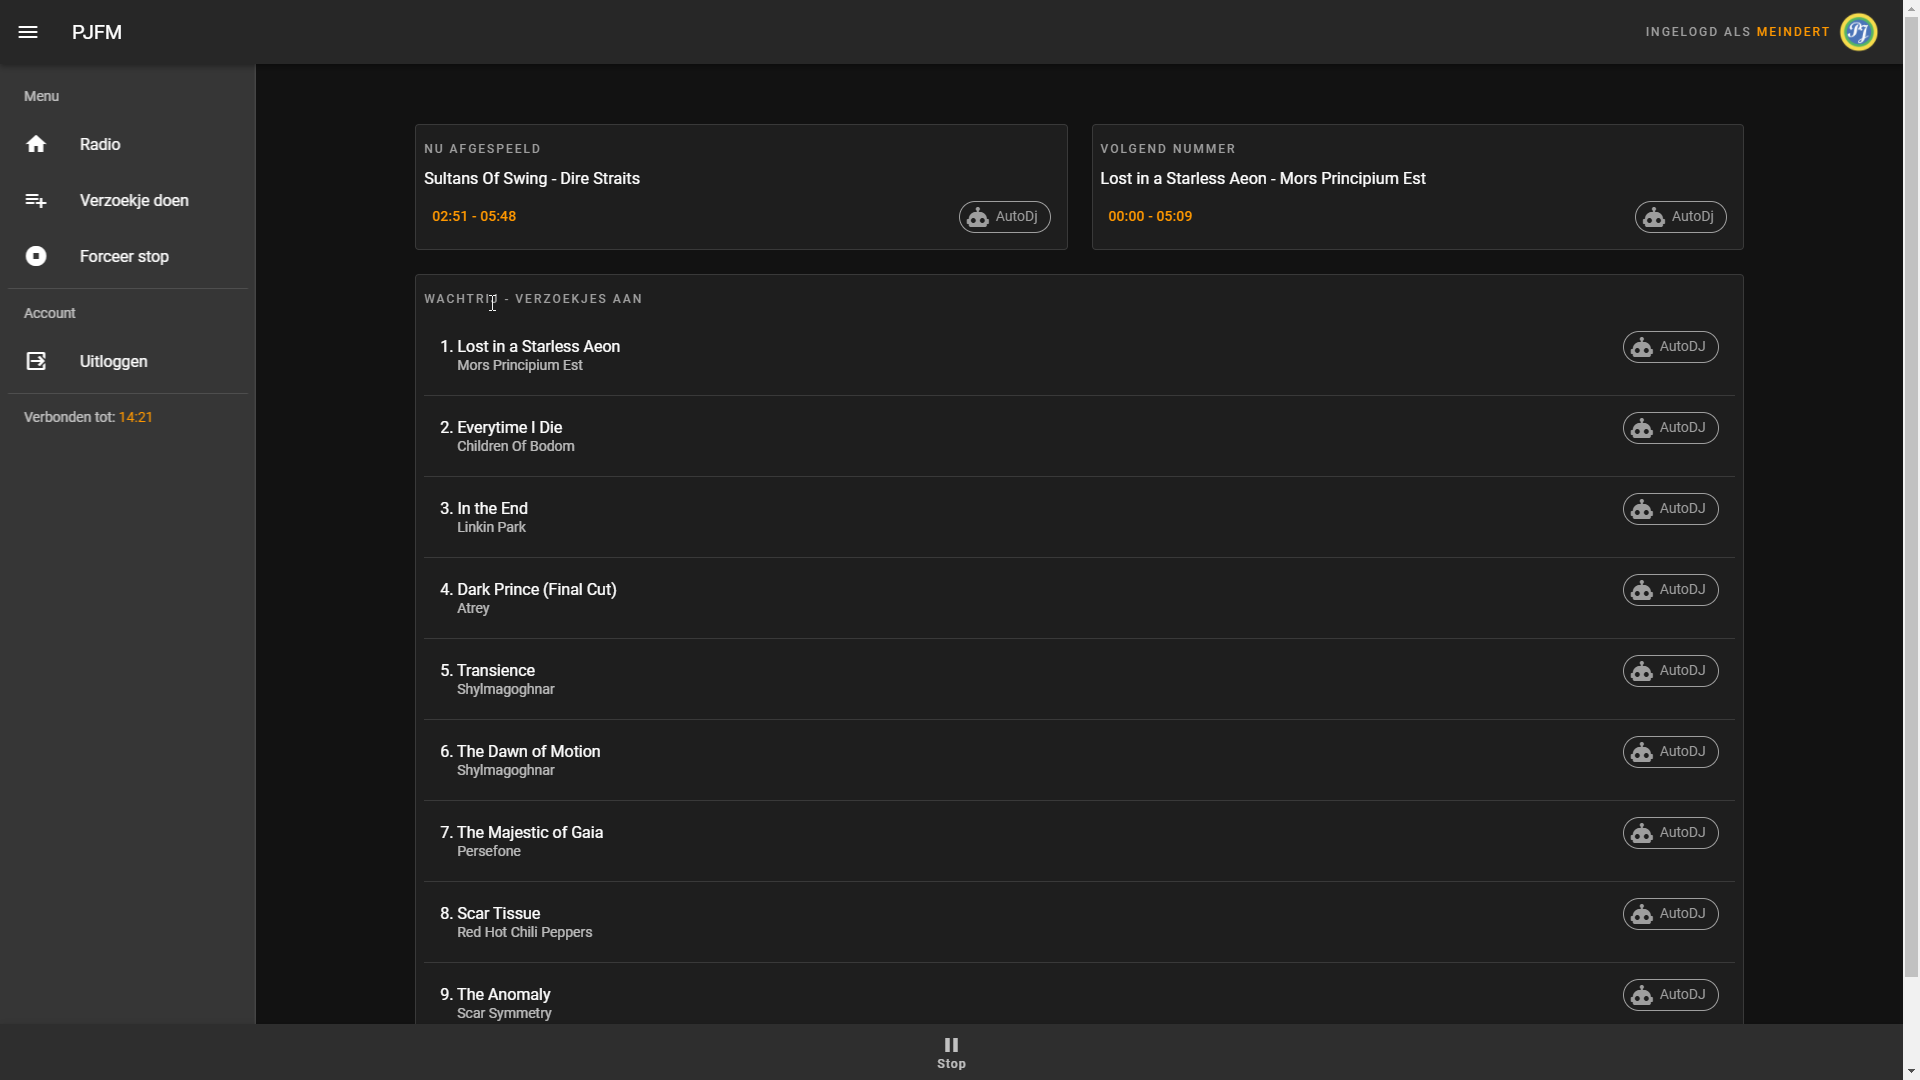 PJFM
INGELOGD ALS MEINDERT
PJ
Menu
Radio
Verzoekje doen
Forceer stop
Account
Uitloggen
Verbonden tot: 14:21
NU AFGESPEELD
Sultans Of Swing - Dire Straits
02:51 - 05:48
AutoDj
VOLGEND NUMMER
Lost in a Starless Aeon - Mors Principium Est
00:00 - 05:09
AutoDj
WACHTRIJ - VERZOEKJES AAN
1. Lost in a Starless Aeon
Mors Principium Est
AutoDJ
2. Everytime I Die
Children Of Bodom
AutoDJ
3. In the End
Linkin Park
AutoDJ
4. Dark Prince (Final Cut)
Atrey
AutoDJ
5. Transience
Shylmagoghnar
AutoDJ
6. The Dawn of Motion
Shylmagoghnar
AutoDJ
7. The Majestic of Gaia
Persefone
AutoDJ
8. Scar Tissue
Red Hot Chili Peppers
AutoDJ
9. The Anomaly
Scar Symmetry
AutoDJ
Stop